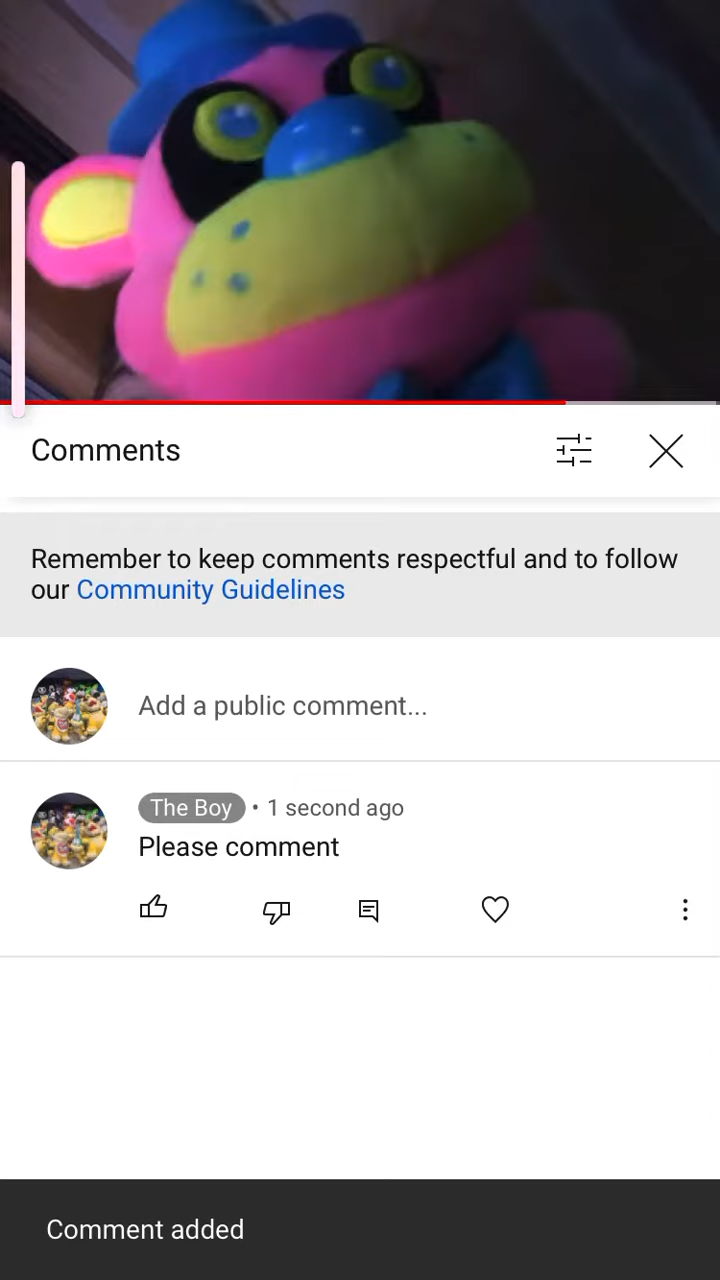 Comments
Remember to keep comments respectful and to follow
our Community Guidelines
Add a public comment...
The Boy • 1 second ago
Please comment
Comment added